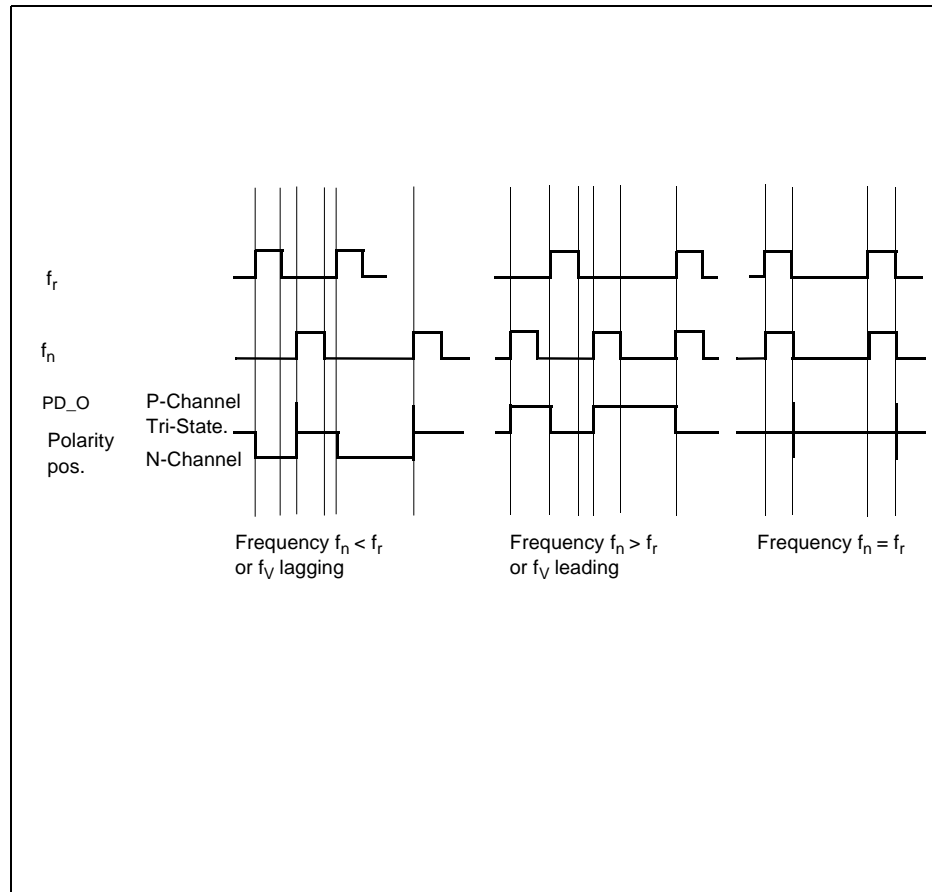 f_r
f_n
PD_O P-Channel
Tri-State.
Polarity
pos. N-Channel
Frequency f_n < f_r
or f_V lagging
Frequency f_n > f_r
or f_V leading
Frequency f_n = f_r